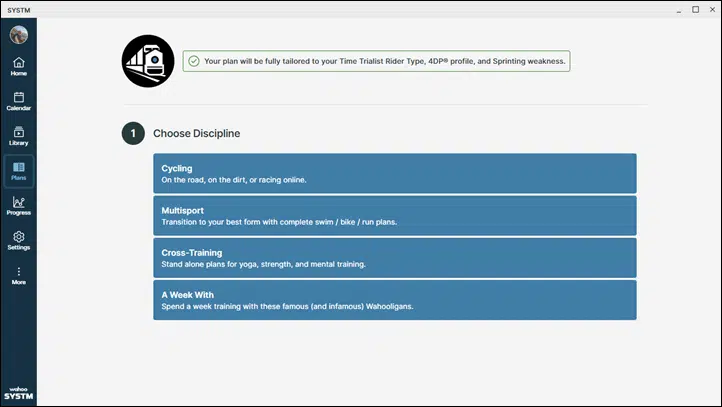 SYSTM
Home
Calendar
Library
Plans
Progress
Settings
More
wahoo
SYSTM
Your plan will be fully tailored to your Time Trialist Rider Type, 4DP® profile, and Sprinting weakness.
1 Choose Discipline
Cycling
On the road, on the dirt, or racing online.
Multisport
Transition to your best form with complete swim / bike / run plans.
Cross-Training
Stand alone plans for yoga, strength, and mental training.
A Week With
Spend a week training with these famous (and infamous) Wahooligans.